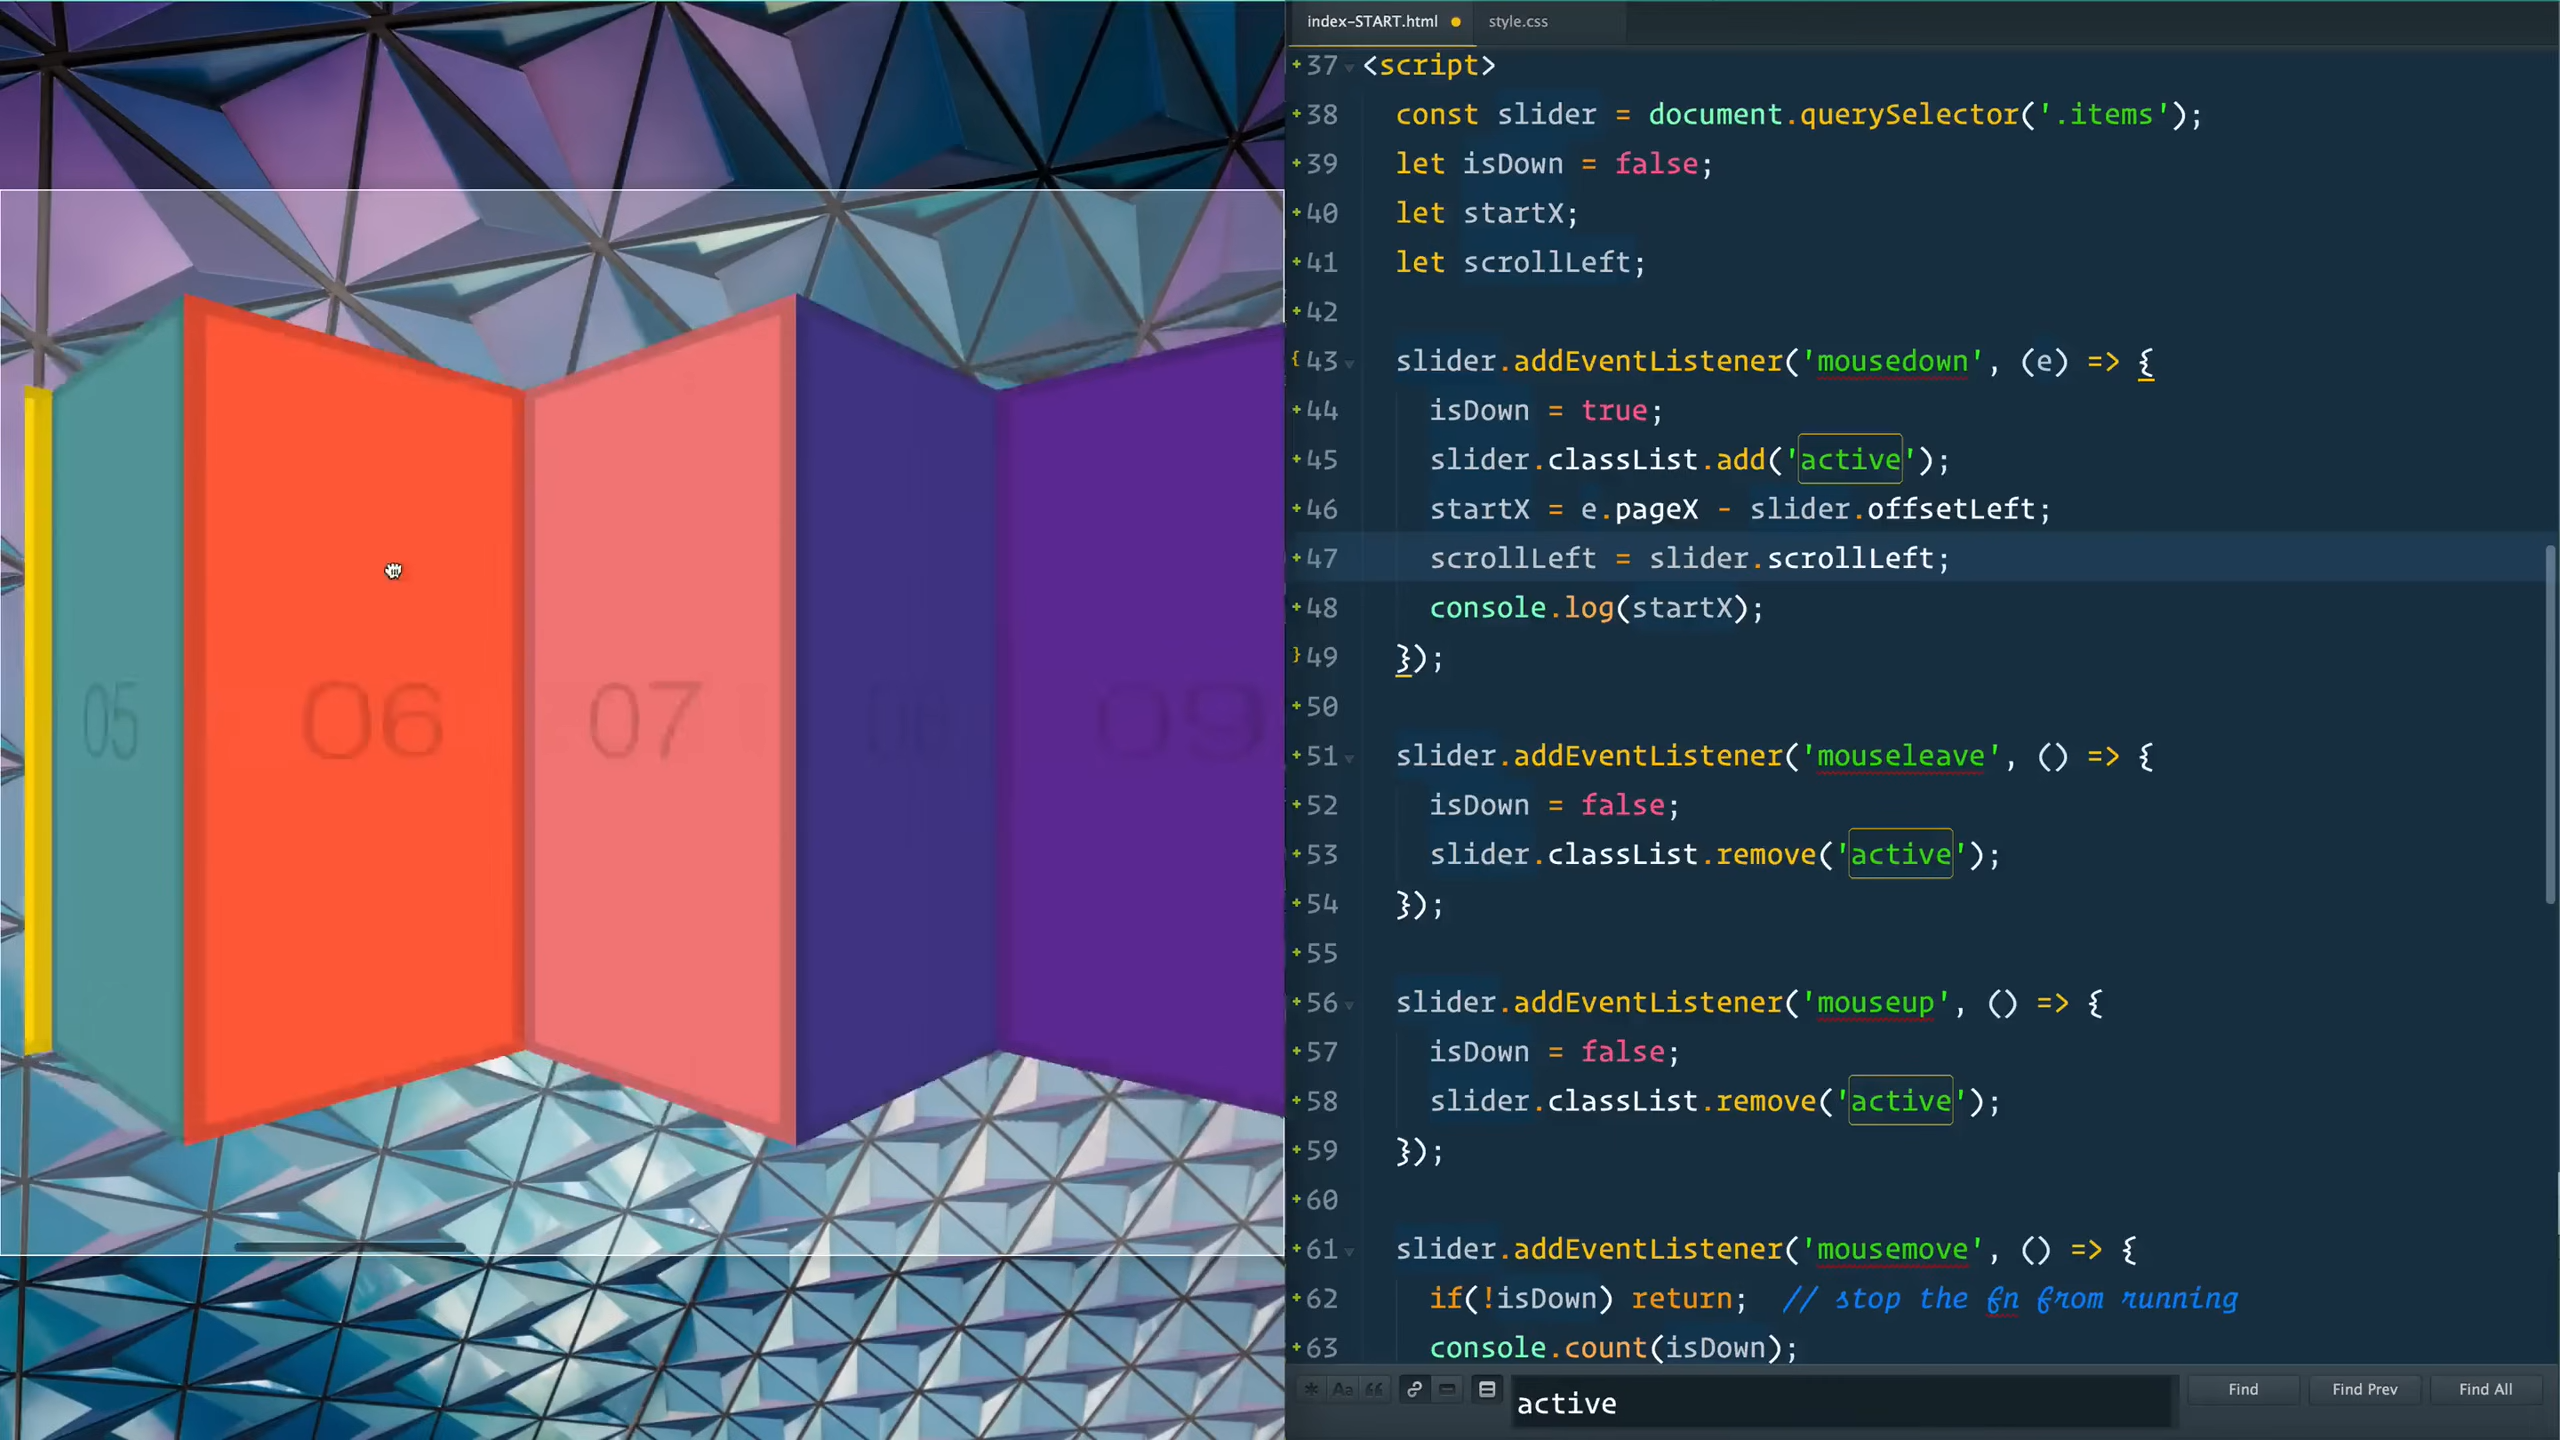 05
06
07
08
09
index-START.html
style.css
37 <script>
38 const slider = document.querySelector('.items');
39 let isDown = false;
40 let startX;
41 let scrollLeft;
42
43 slider.addEventListener('mousedown', (e) => {
44 isDown = true;
45 slider.classList.add('active');
46 startX = e.pageX - slider.offsetLeft;
47 scrollLeft = slider.scrollLeft;
48 console.log(startX);
49 });
50
51 slider.addEventListener('mouseleave', () => {
52 isDown = false;
53 slider.classList.remove('active');
54 });
55
56 slider.addEventListener('mouseup', () => {
57 isDown = false;
58 slider.classList.remove('active');
59 });
60
61 slider.addEventListener('mousemove', () => {
62 if(!isDown) return; // stop the fn from running
63 console.count(isDown);
Aa
active
Find
Find Prev
Find All